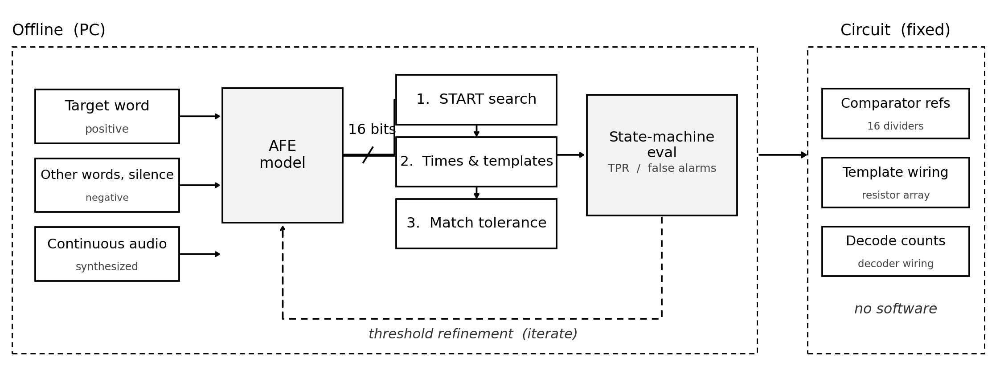 Offline (PC)
Circuit (fixed)
Target word
positive
Other words, silence
negative
Continuous audio
synthesized
AFE
model
16 bits
1. START search
2. Times & templates
3. Match tolerance
State-machine
eval
TPR / false alarms
threshold refinement (iterate)
Comparator refs
16 dividers
Template wiring
resistor array
Decode counts
decoder wiring
no software